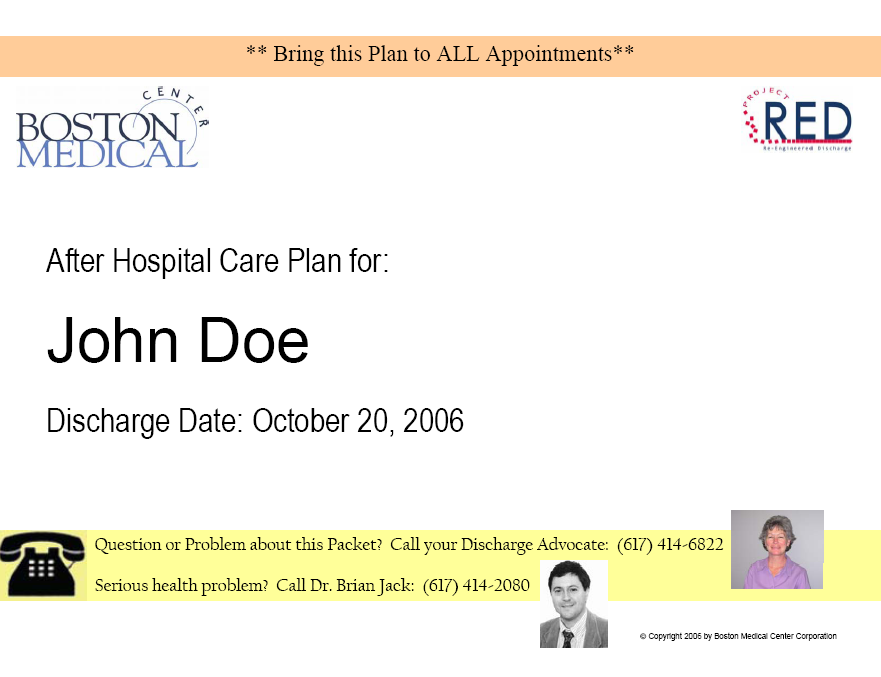 ** Bring this Plan to ALL Appointments**
BOSTON
MEDICAL
CENTER
PROJECT
RED
Re-Engineered Discharge
After Hospital Care Plan for:
John Doe
Discharge Date: October 20, 2006
Question or Problem about this Packet?  Call your Discharge Advocate:  (617) 414-6822
Serious health problem?  Call Dr. Brian Jack:  (617) 414-2080
© Copyright 2006 by Boston Medical Center Corporation